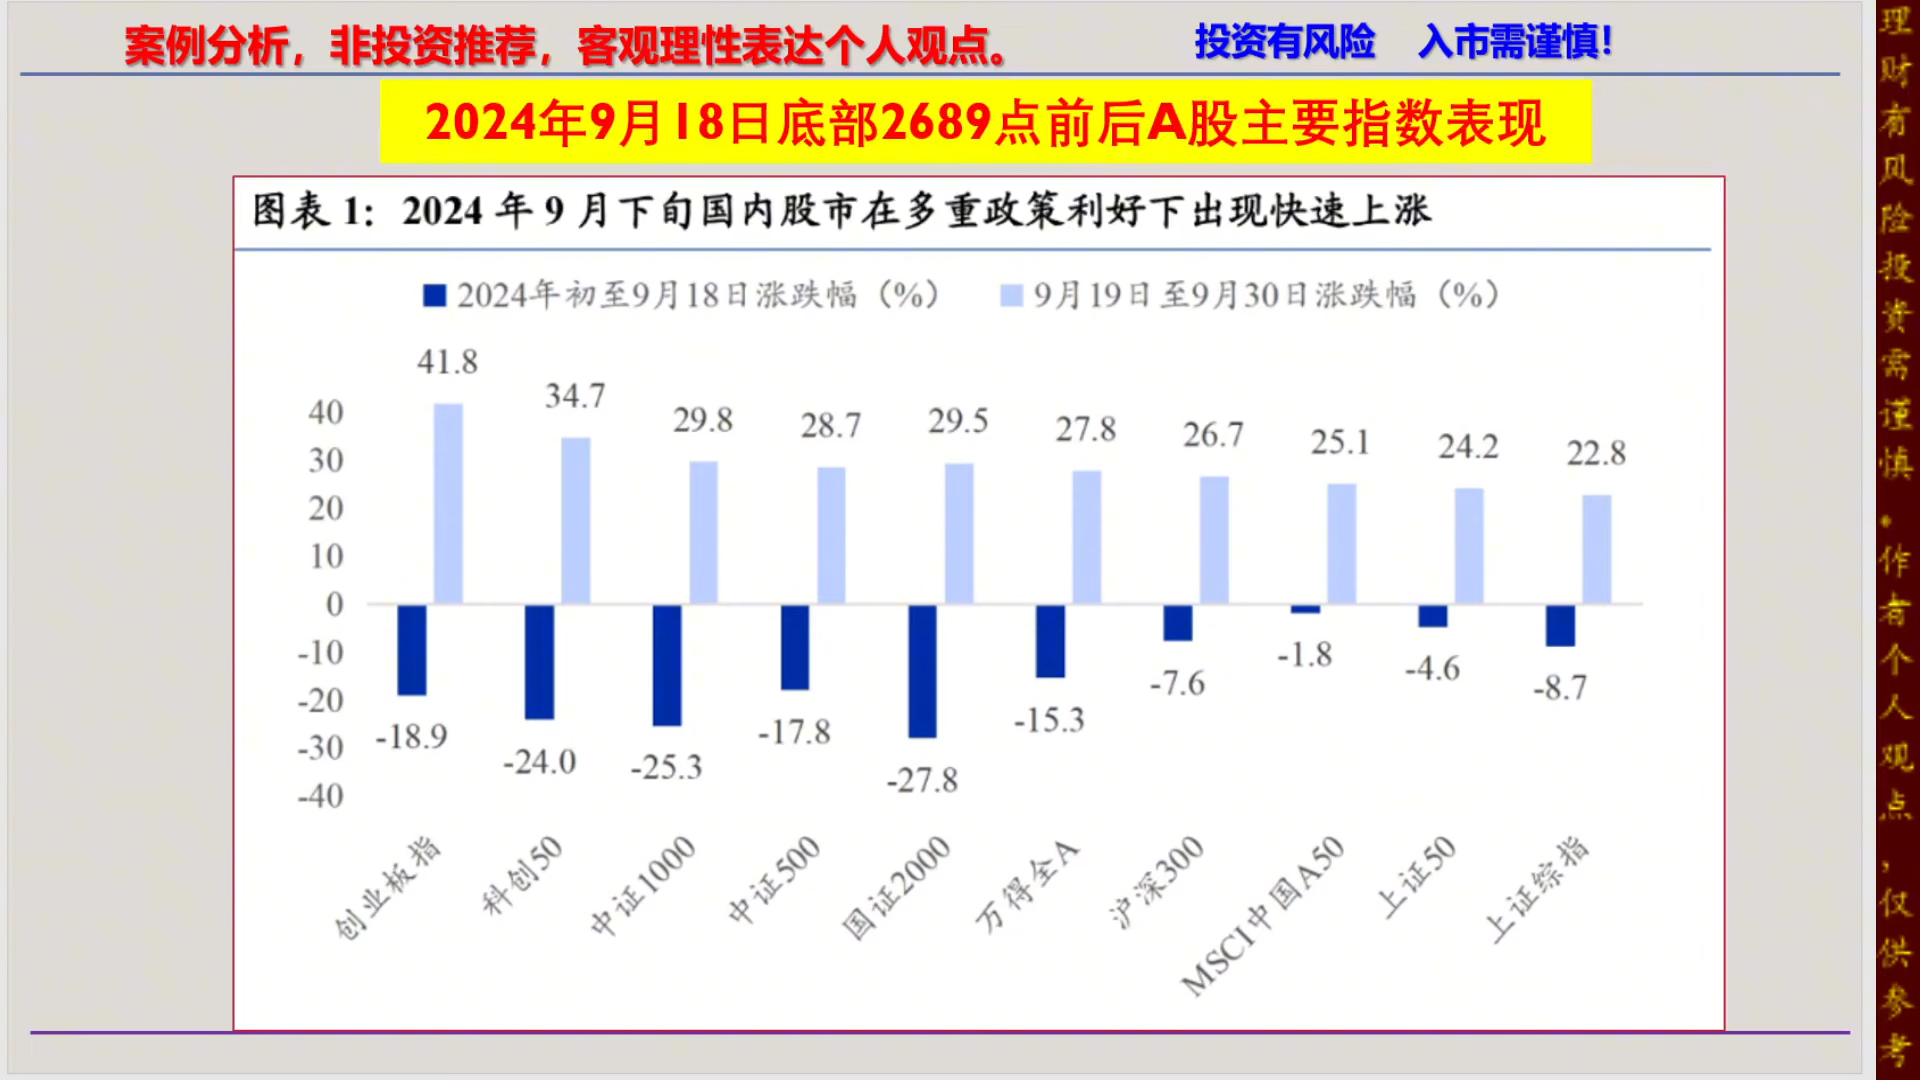 案例分析，非投资推荐，客观理性表达个人观点。
投资有风险 入市需谨慎！
2024年9月18日底部2689点前后A股主要指数表现
图表 1：2024 年 9 月下旬国内股市在多重政策利好下出现快速上涨
2024年初至9月18日涨跌幅（%）
9月19日至9月30日涨跌幅（%）
41.8
34.7
29.8
28.7
29.5
27.8
26.7
25.1
24.2
22.8
40
30
20
10
0
-10
-20
-30
-40
-18.9
-24.0
-25.3
-17.8
-27.8
-15.3
-7.6
-1.8
-4.6
-8.7
创业板指
科创50
中证1000
中证500
国证2000
万得全A
沪深300
MSCI中国A50
上证50
上证综指
理财有风险投资需谨慎。作者个人观点，仅供参考